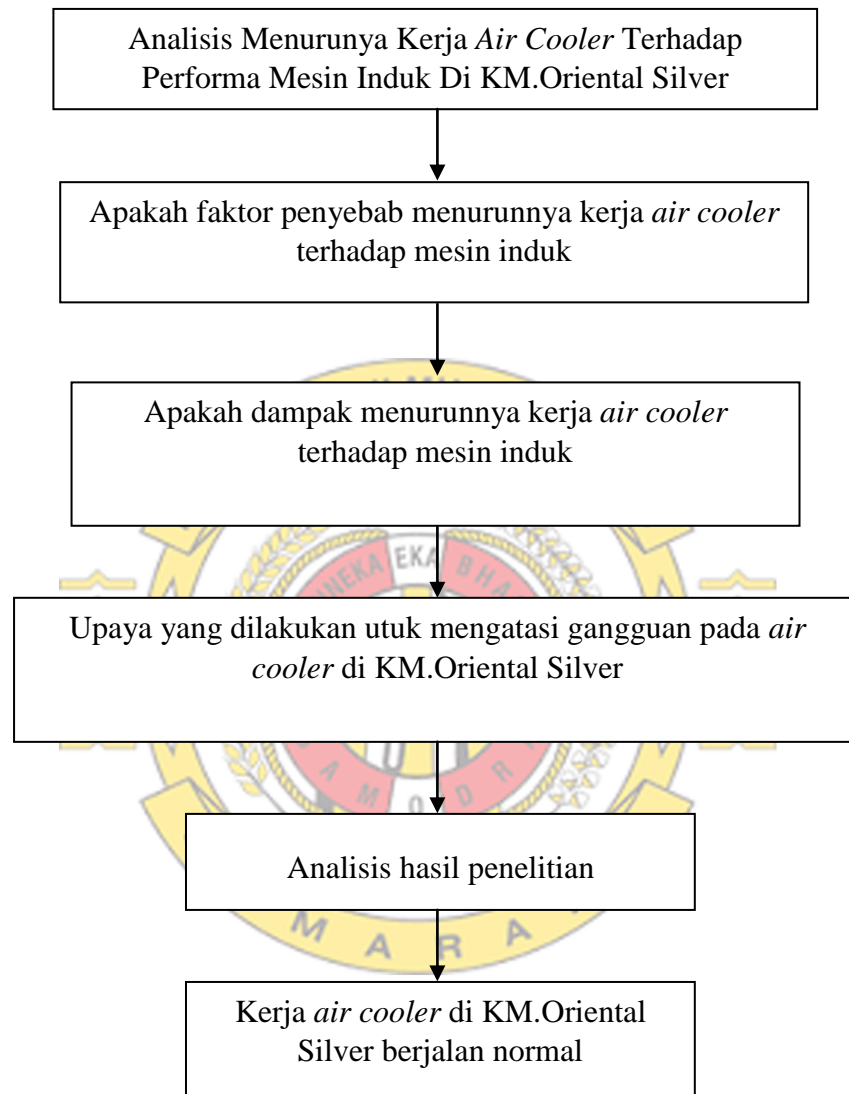 Analisis Menurunya Kerja Air Cooler Terhadap
Performa Mesin Induk Di KM.Oriental Silver
Apakah faktor penyebab menurunnya kerja air cooler
terhadap mesin induk
Apakah dampak menurunnya kerja air cooler
terhadap mesin induk
EKA BHA
Upaya yang dilakukan utuk mengatasi gangguan pada air
cooler di KM.Oriental Silver
A M O D R
Analisis hasil penelitian
M A R A
Kerja air cooler di KM.Oriental
Silver berjalan normal